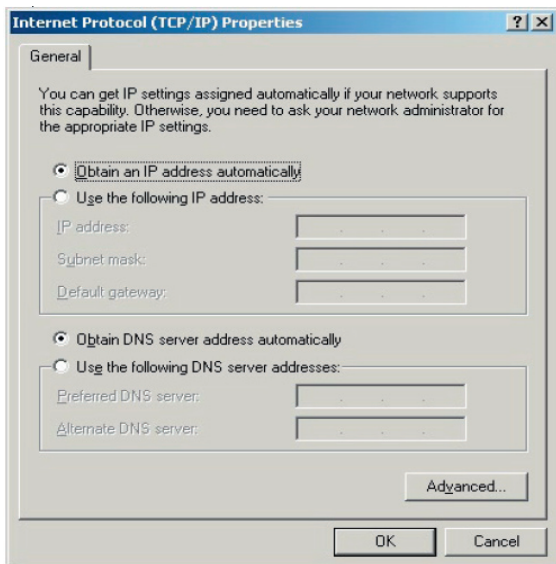 Internet Protocol (TCP/IP) Properties
General
You can get IP settings assigned automatically if your network supports
this capability. Otherwise, you need to ask your network administrator for
the appropriate IP settings.
Obtain an IP address automatically
Use the following IP address:
IP address:
Subnet mask:
Default gateway:
Obtain DNS server address automatically
Use the following DNS server addresses:
Preferred DNS server:
Alternate DNS server:
Advanced...
OK Cancel